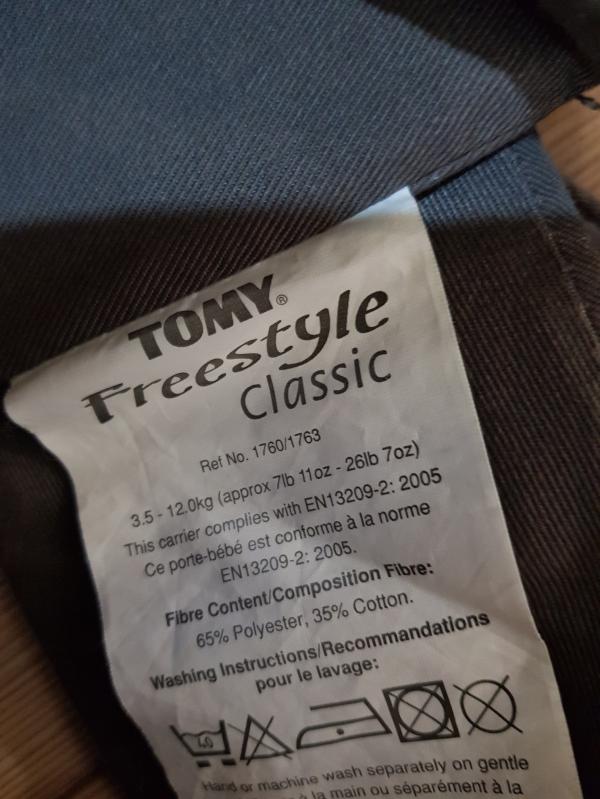 TOMY®
Freestyle
Classic
Ref No. 1760/1763
3.5 - 12.0kg (approx 7lb 11oz - 26lb 7oz)
This carrier complies with EN13209-2: 2005
Ce porte-bébé est conforme à la norme
EN13209-2: 2005.
Fibre Content/Composition Fibre:
65% Polyester, 35% Cotton.
Washing Instructions/Recommandations
pour le lavage:
40
Hand or machine wash separately on gentle
à la main ou séparément à la